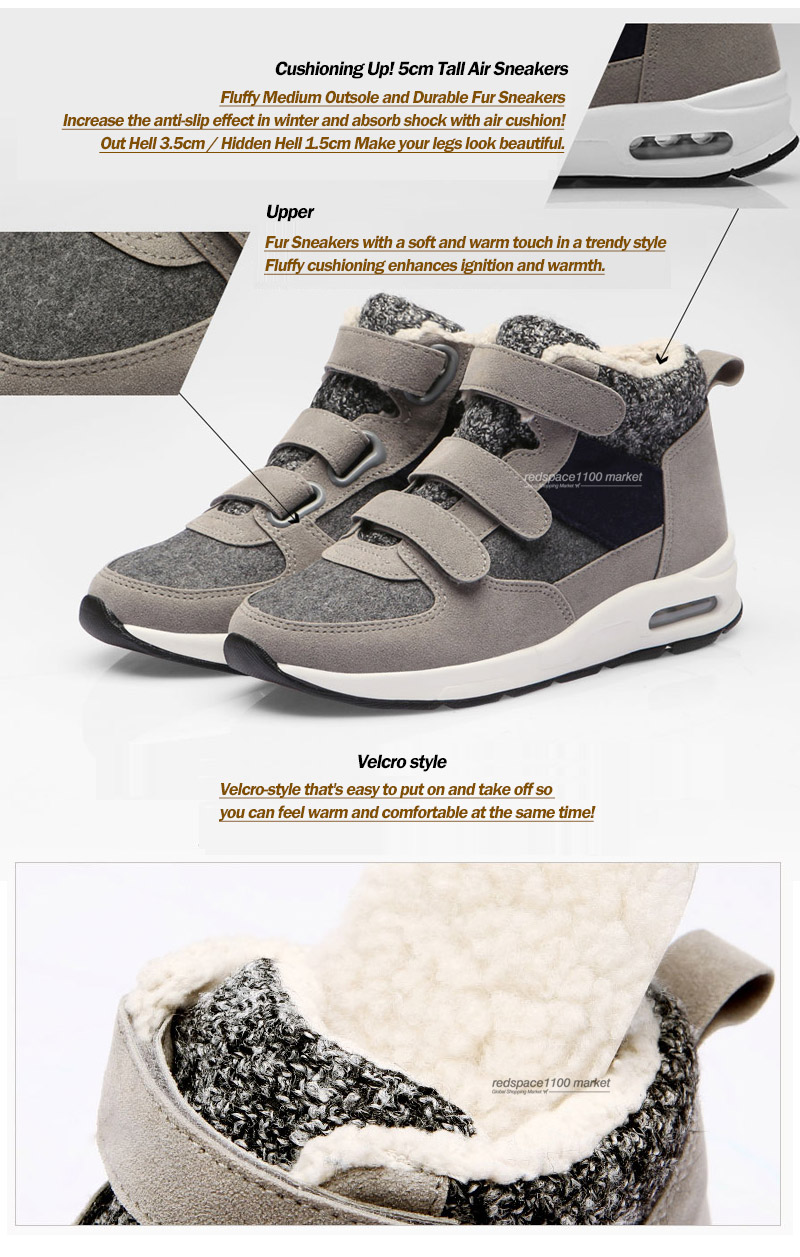 Cushioning Up! 5cm Tall Air Sneakers
Fluffy Medium Outsole and Durable Fur Sneakers
Increase the anti-slip effect in winter and absorb shock with air cushion!
Out Hell 3.5cm / Hidden Hell 1.5cm Make your legs look beautiful.
Upper
Fur Sneakers with a soft and warm touch in a trendy style
Fluffy cushioning enhances ignition and warmth.
redspace1100 market
Global Shopping Market
Velcro style
Velcro-style that's easy to put on and take off so
you can feel warm and comfortable at the same time!
redspace1100 market
Global Shopping Market